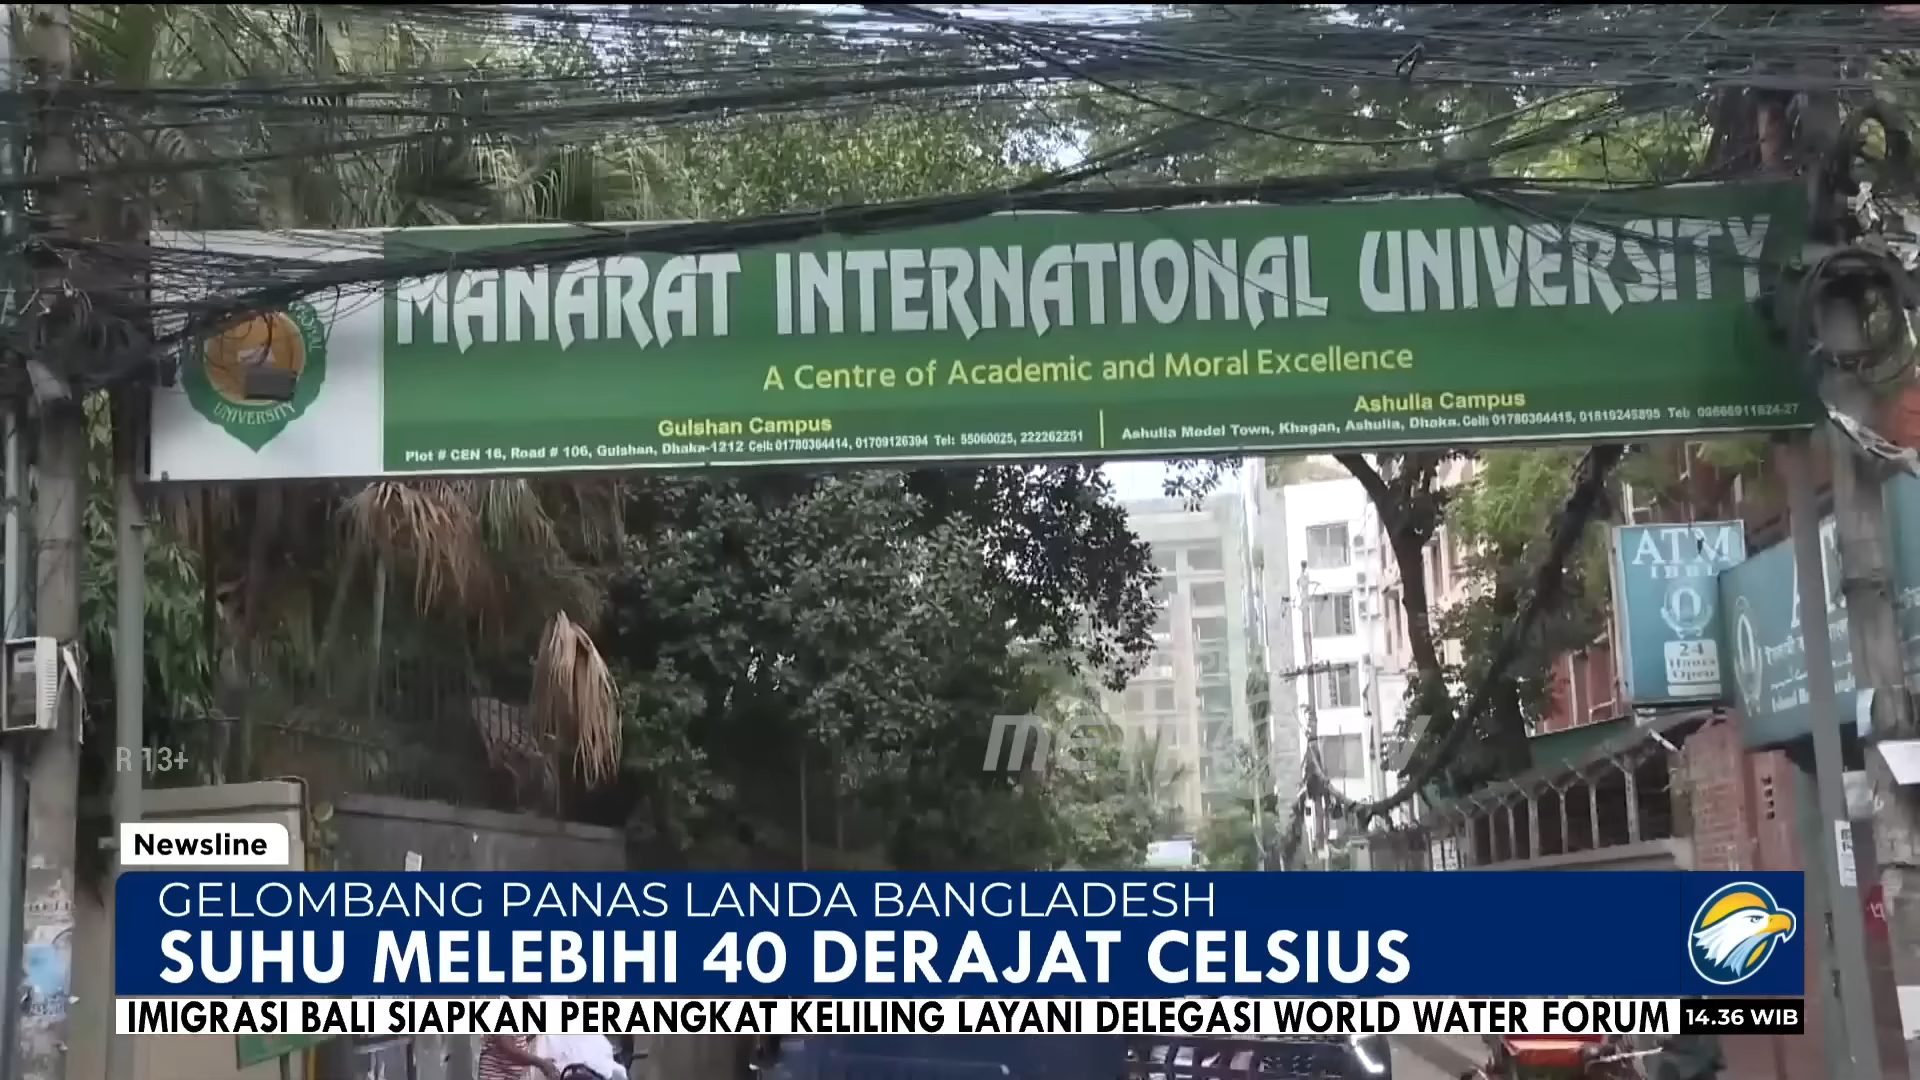 MANARAT INTERNATIONAL UNIVERSITY
A Centre of Academic and Moral Excellence
Gulshan Campus
Plot # CEN 16, Road # 106, Gulshan, Dhaka-1212 Cell: 01780364414, 01709126394 Tel: 55060025, 222262251
Ashulia Campus
Ashulia Model Town, Khagan, Ashulia, Dhaka. Cell: 01780364415, 01819245895 Tel:
UNIVERSITY
ATM
IBBL
24
Hours
Open
R 13+
Newsline
GELOMBANG PANAS LANDA BANGLADESH
SUHU MELEBIHI 40 DERAJAT CELSIUS
IMIGRASI BALI SIAPKAN PERANGKAT KELILING LAYANI DELEGASI WORLD WATER FORUM
14.36 WIB